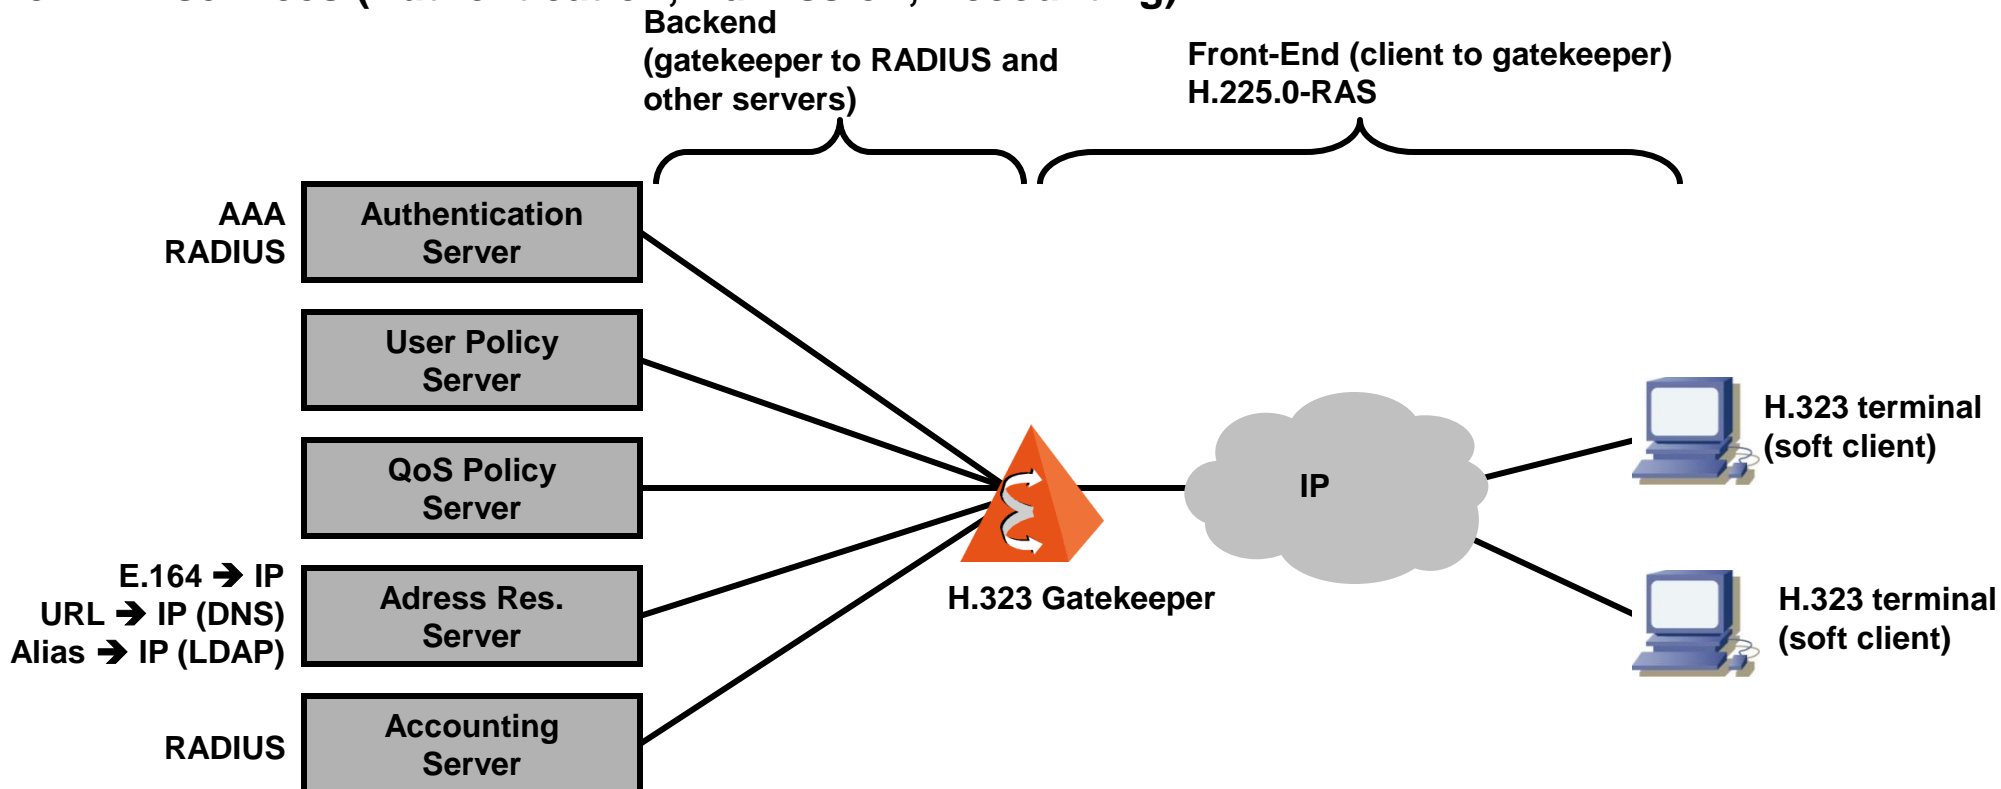 Backend
(gatekeeper to RADIUS and
other servers)
Front-End (client to gatekeeper)
H.225.0-RAS
AAA
RADIUS
Authentication
Server
User Policy
Server
QoS Policy
Server
E.164 ➔ IP
URL ➔ IP (DNS)
Alias ➔ IP (LDAP)
Adress Res.
Server
RADIUS
Accounting
Server
H.323 Gatekeeper
IP
H.323 terminal
(soft client)
H.323 terminal
(soft client)